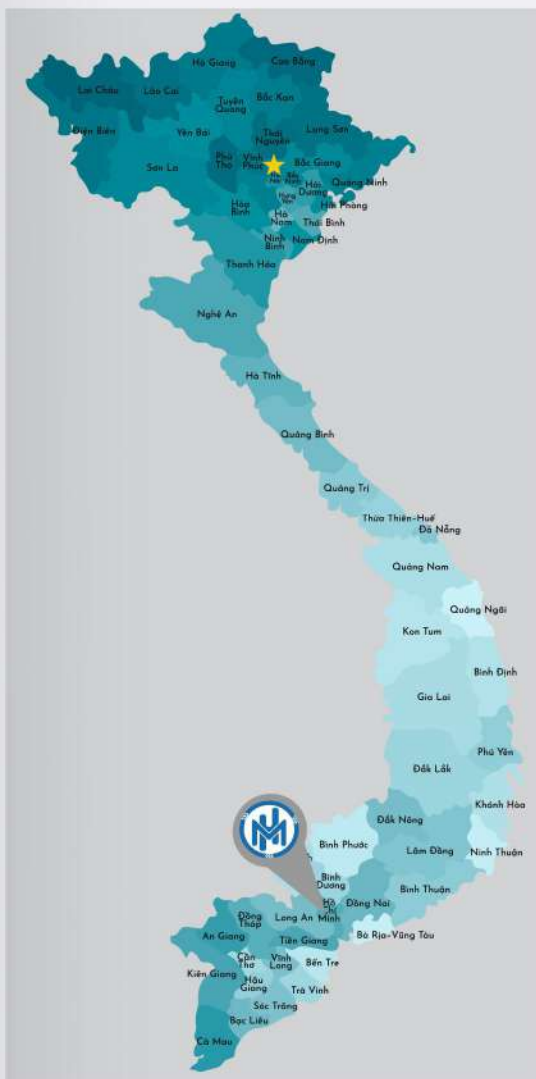 Hà Giang
Cao Bằng
Lai Châu
Lào Cai
Tuyên
Quang
Bắc Kạn
Điện Biên
Yên Bái
Thái
Nguyên
Lạng Sơn
Sơn La
Phú
Thọ
Vĩnh
Phúc
Bắc Giang
Quảng Ninh
Hải
Dương
Hải Phòng
Hòa
Bình
Hà
Nam
Thái Bình
Ninh
Bình
Nam Định
Thanh Hóa
Nghệ An
Hà Tĩnh
Quảng Bình
Quảng Trị
Thừa Thiên-Huế
Đà Nẵng
Quảng Nam
Quảng Ngãi
Kon Tum
Bình Định
Gia Lai
Phú Yên
Đắk Lắk
Khánh Hòa
Đắk Nông
Bình Phước
Lâm Đồng
Ninh Thuận
Bình
Dương
Bình Thuận
Hồ
Chí
Minh
Đồng Nai
Đồng
Tháp
Long An
Bà Rịa-Vũng Tàu
An Giang
Tiền Giang
Cần
Thơ
Vĩnh
Long
Bến Tre
Kiên Giang
Hậu
Giang
Trà Vinh
Sóc Trăng
Bạc Liêu
Cà Mau